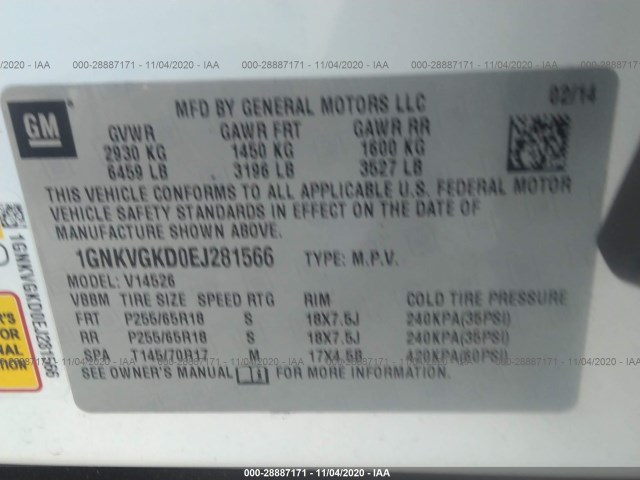 000-28887171 - 11/04/2020 - IAA
GM
MFD BY GENERAL MOTORS LLC 02/14
GVWR GAWR FRT GAWR RR
2930 KG 1450 KG 1600 KG
6459 LB 3196 LB 3527 LB
THIS VEHICLE CONFORMS TO ALL APPLICABLE U.S. FEDERAL MOTOR
VEHICLE SAFETY STANDARDS IN EFFECT ON THE DATE OF
MANUFACTURE SHOWN ABOVE.
1GNKVGKD0EJ281566 TYPE: M.P.V.
MODEL: V14526
VBBM TIRE SIZE SPEED RTG RIM COLD TIRE PRESSURE
FRT P255/65R18 S 18X7.5J 240KPA(35PSI)
RR P255/65R18 S 18X7.5J 240KPA(35PSI)
SPA T145/70R17 M 17X4.5B 420KPA(60PSI)
SEE OWNER'S MANUAL FOR MORE INFORMATION.
1GNKVGKD0EJ281566
000-28887171 - 11/04/2020 - IAA